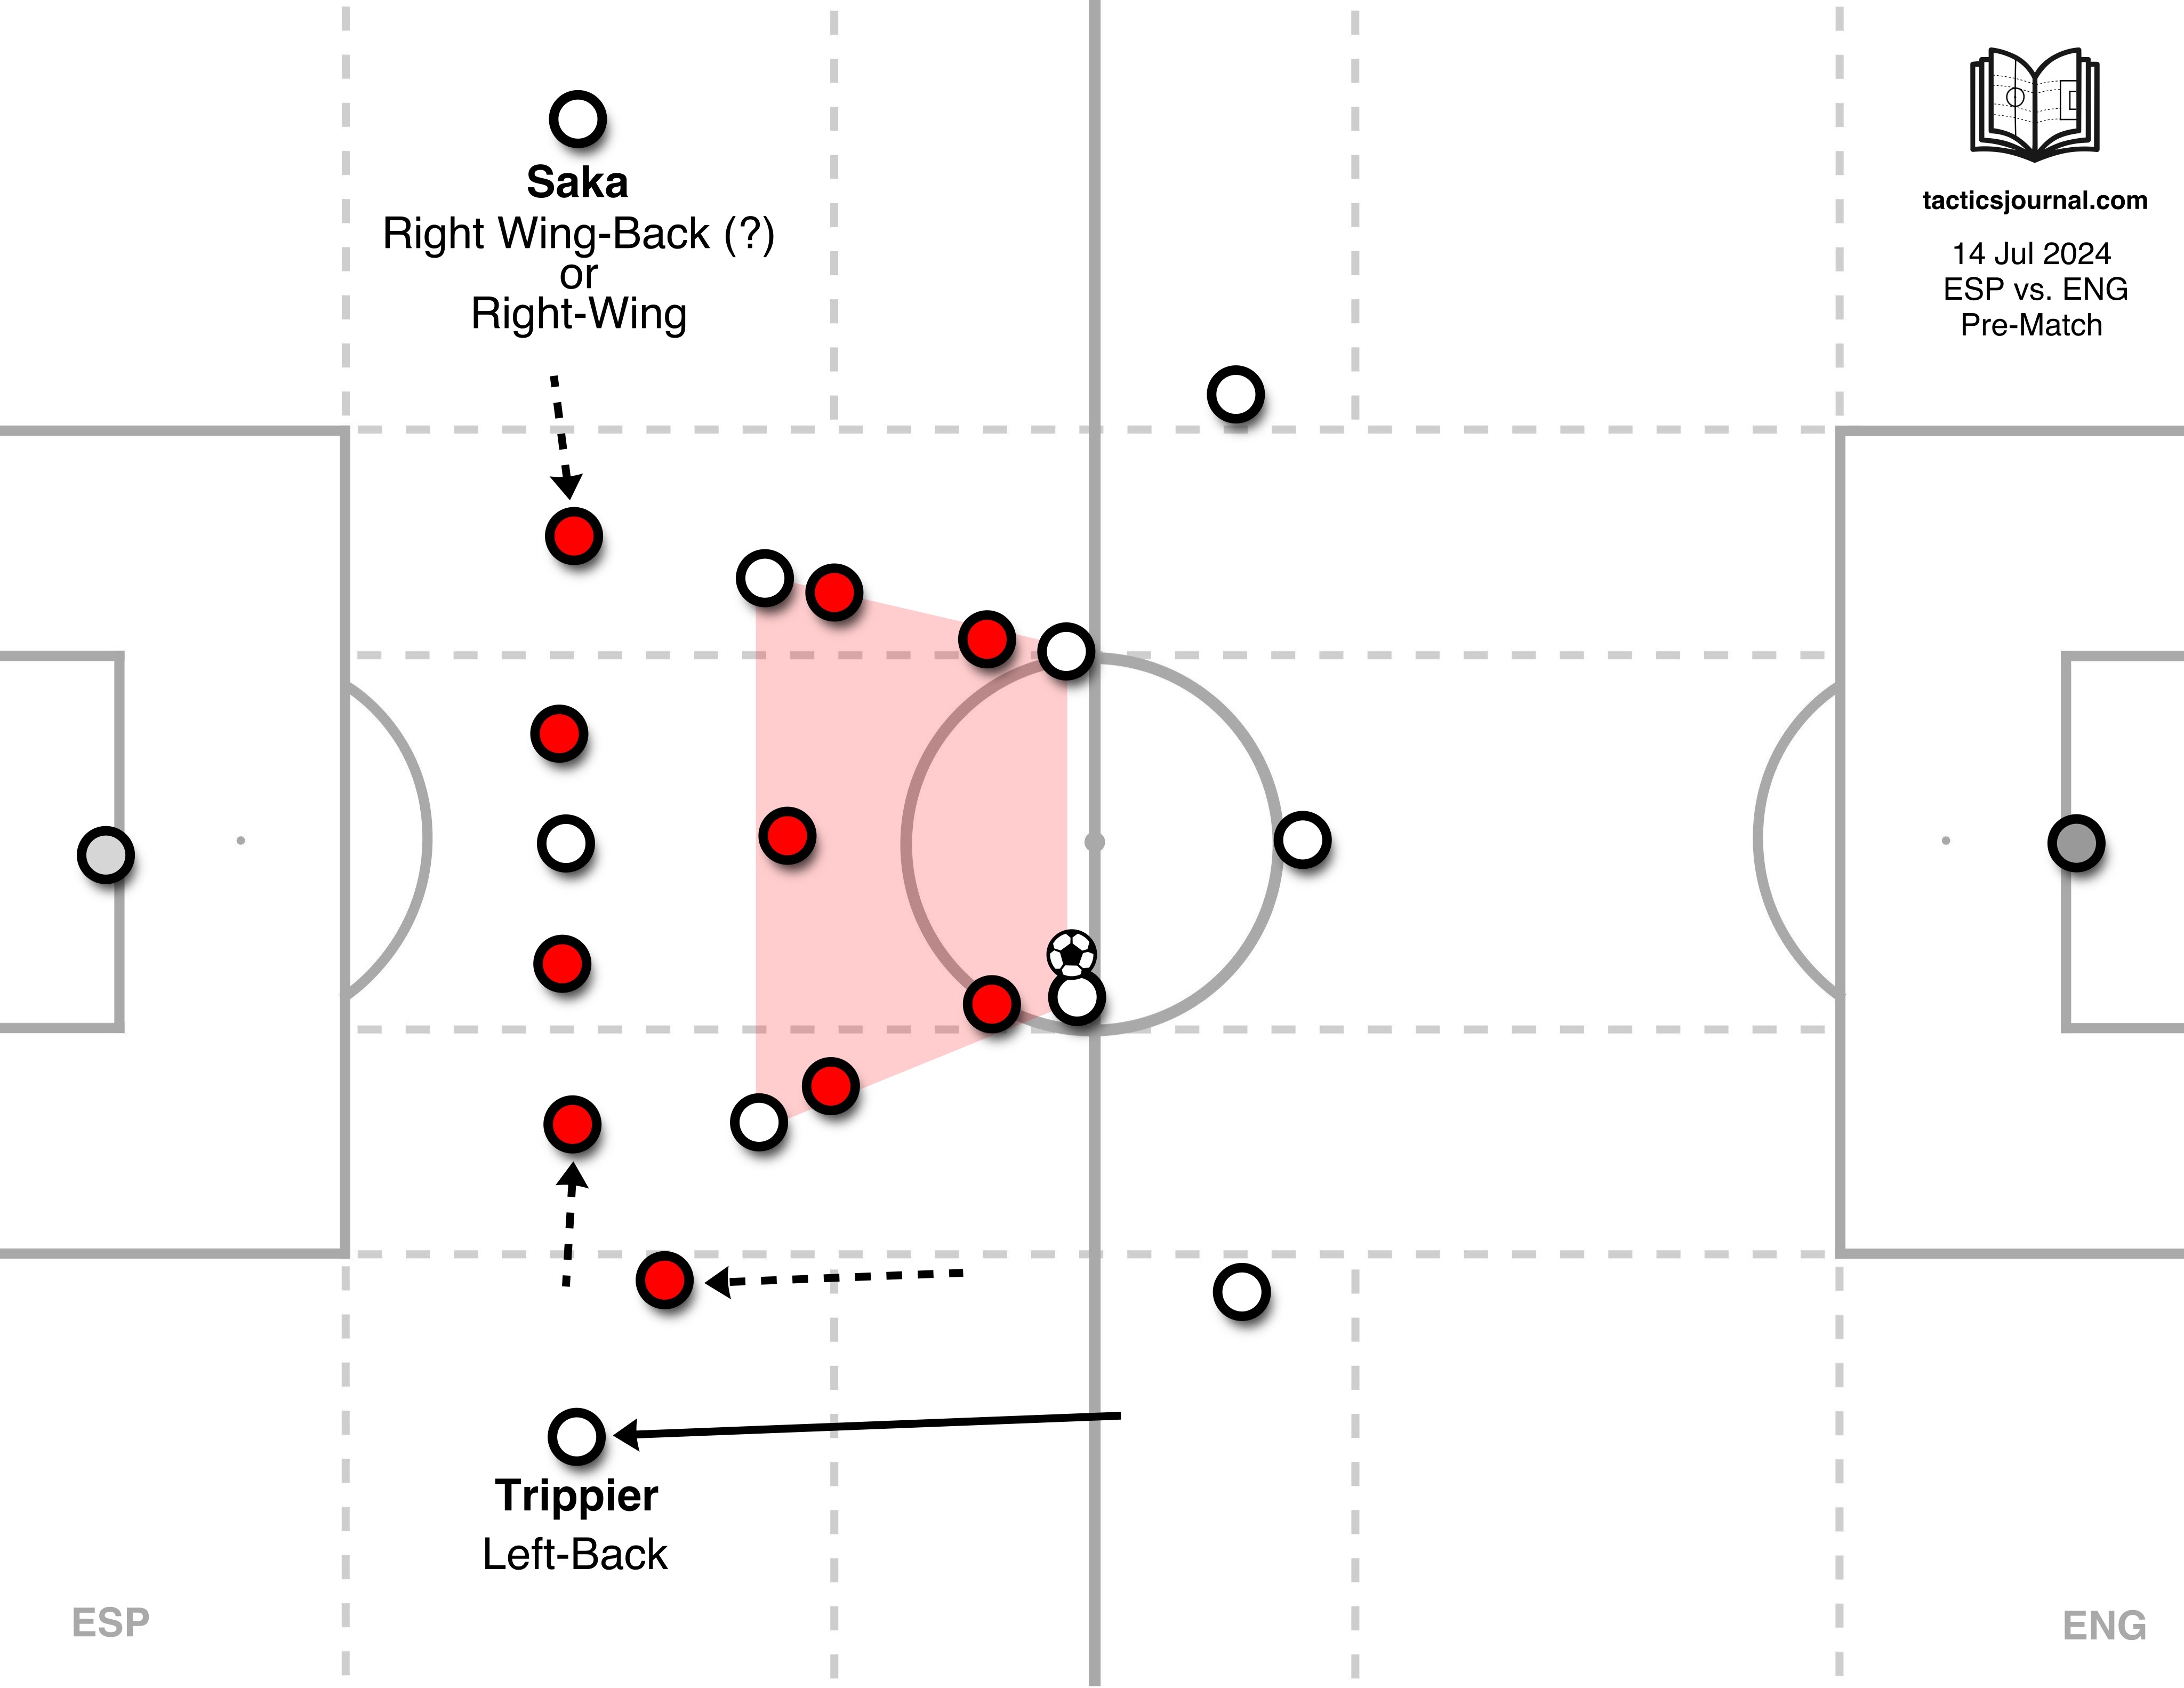 Saka
Right Wing-Back (?)
or
Right-Wing
tacticsjournal.com
14 Jul 2024
ESP vs. ENG
Pre-Match
Trippier
Left-Back
ESP
ENG